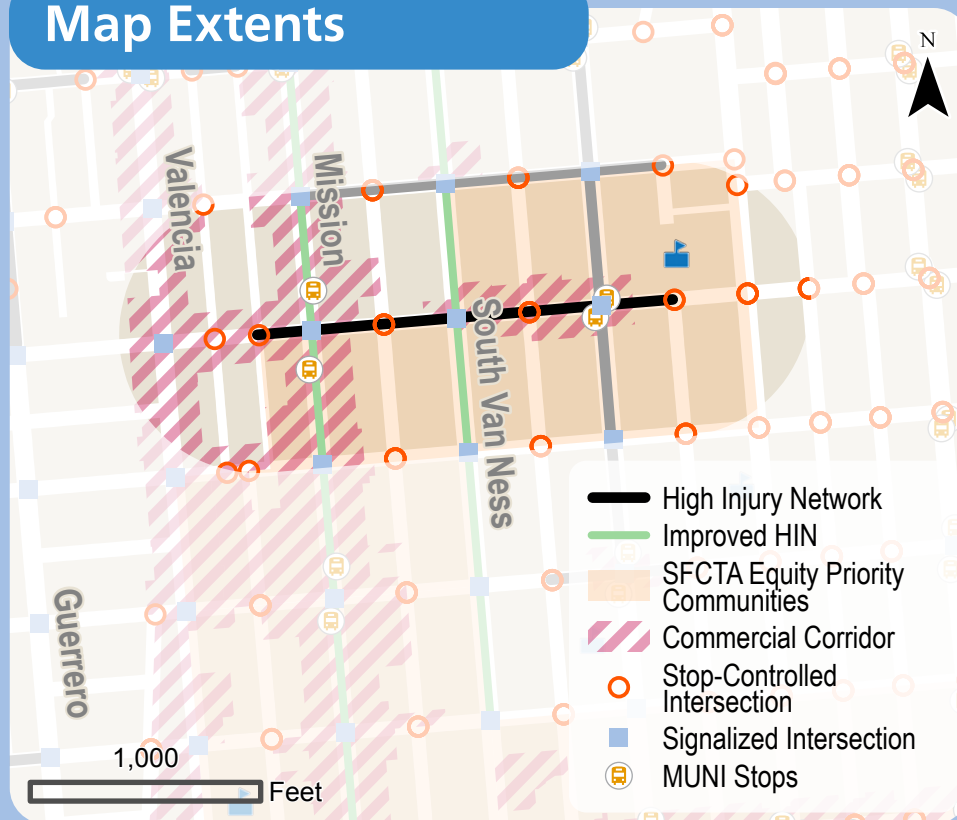 Map Extents
N
Valencia
Mission
South Van Ness
Guerrero
High Injury Network
Improved HIN
SFCTA Equity Priority
Communities
Commercial Corridor
Stop-Controlled
Intersection
Signalized Intersection
MUNI Stops
1,000
Feet